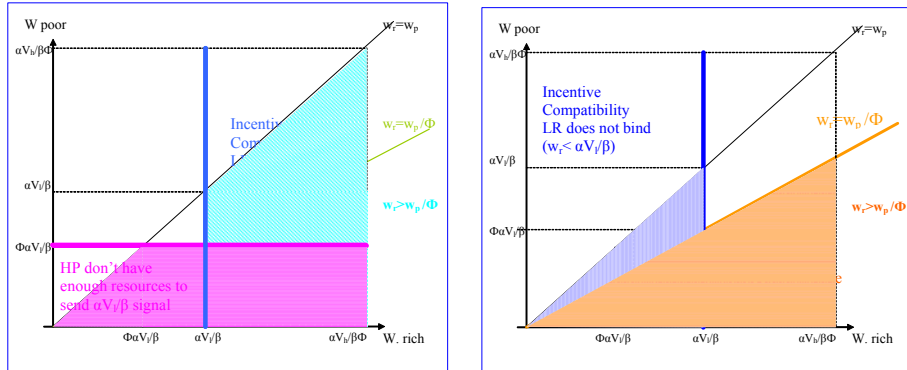 W poor
w_r=w_p
αV_h/βΦ
Incentive
w_r=w_p/Φ
αV_l/β
w_r>w_p/Φ
ΦαV_l/β
HP don't have
enough resources to
send αV_l/β signal
ΦαV_l/β
αV_l/β
αV_h/βΦ
W. rich
W poor
w_r=w_p
αV_h/βΦ
Incentive
Compatibility
LR does not bind
(w_r< αV_l/β)
w_r=w_p/Φ
αV_l/β
w_r>w_p/Φ
ΦαV_l/β
e
ΦαV_l/β
αV_l/β
αV_h/βΦ
W. rich